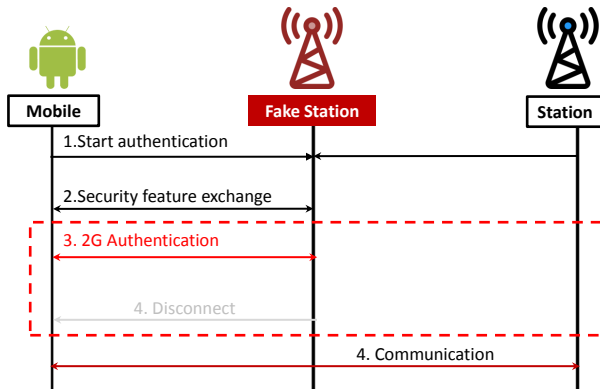 Mobile
Fake Station
Station
1.Start authentication
2.Security feature exchange
3. 2G Authentication
4. Disconnect
4. Communication